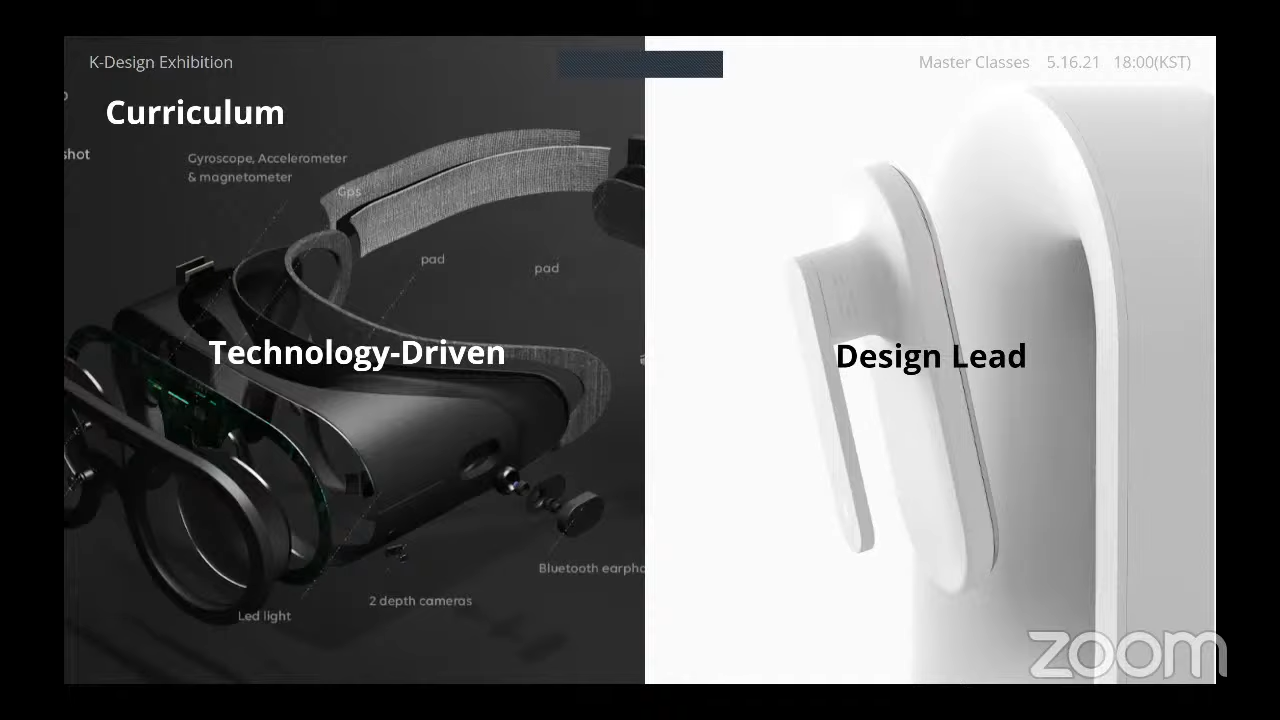 K-Design Exhibition
Master Classes 5.16.21 18:00(KST)
Curriculum
shot
Gyroscope, Accelerometer
& magnetometer
Gps
pad
pad
Technology-Driven
Design Lead
Bluetooth earpho
2 depth cameras
Led light
zoom